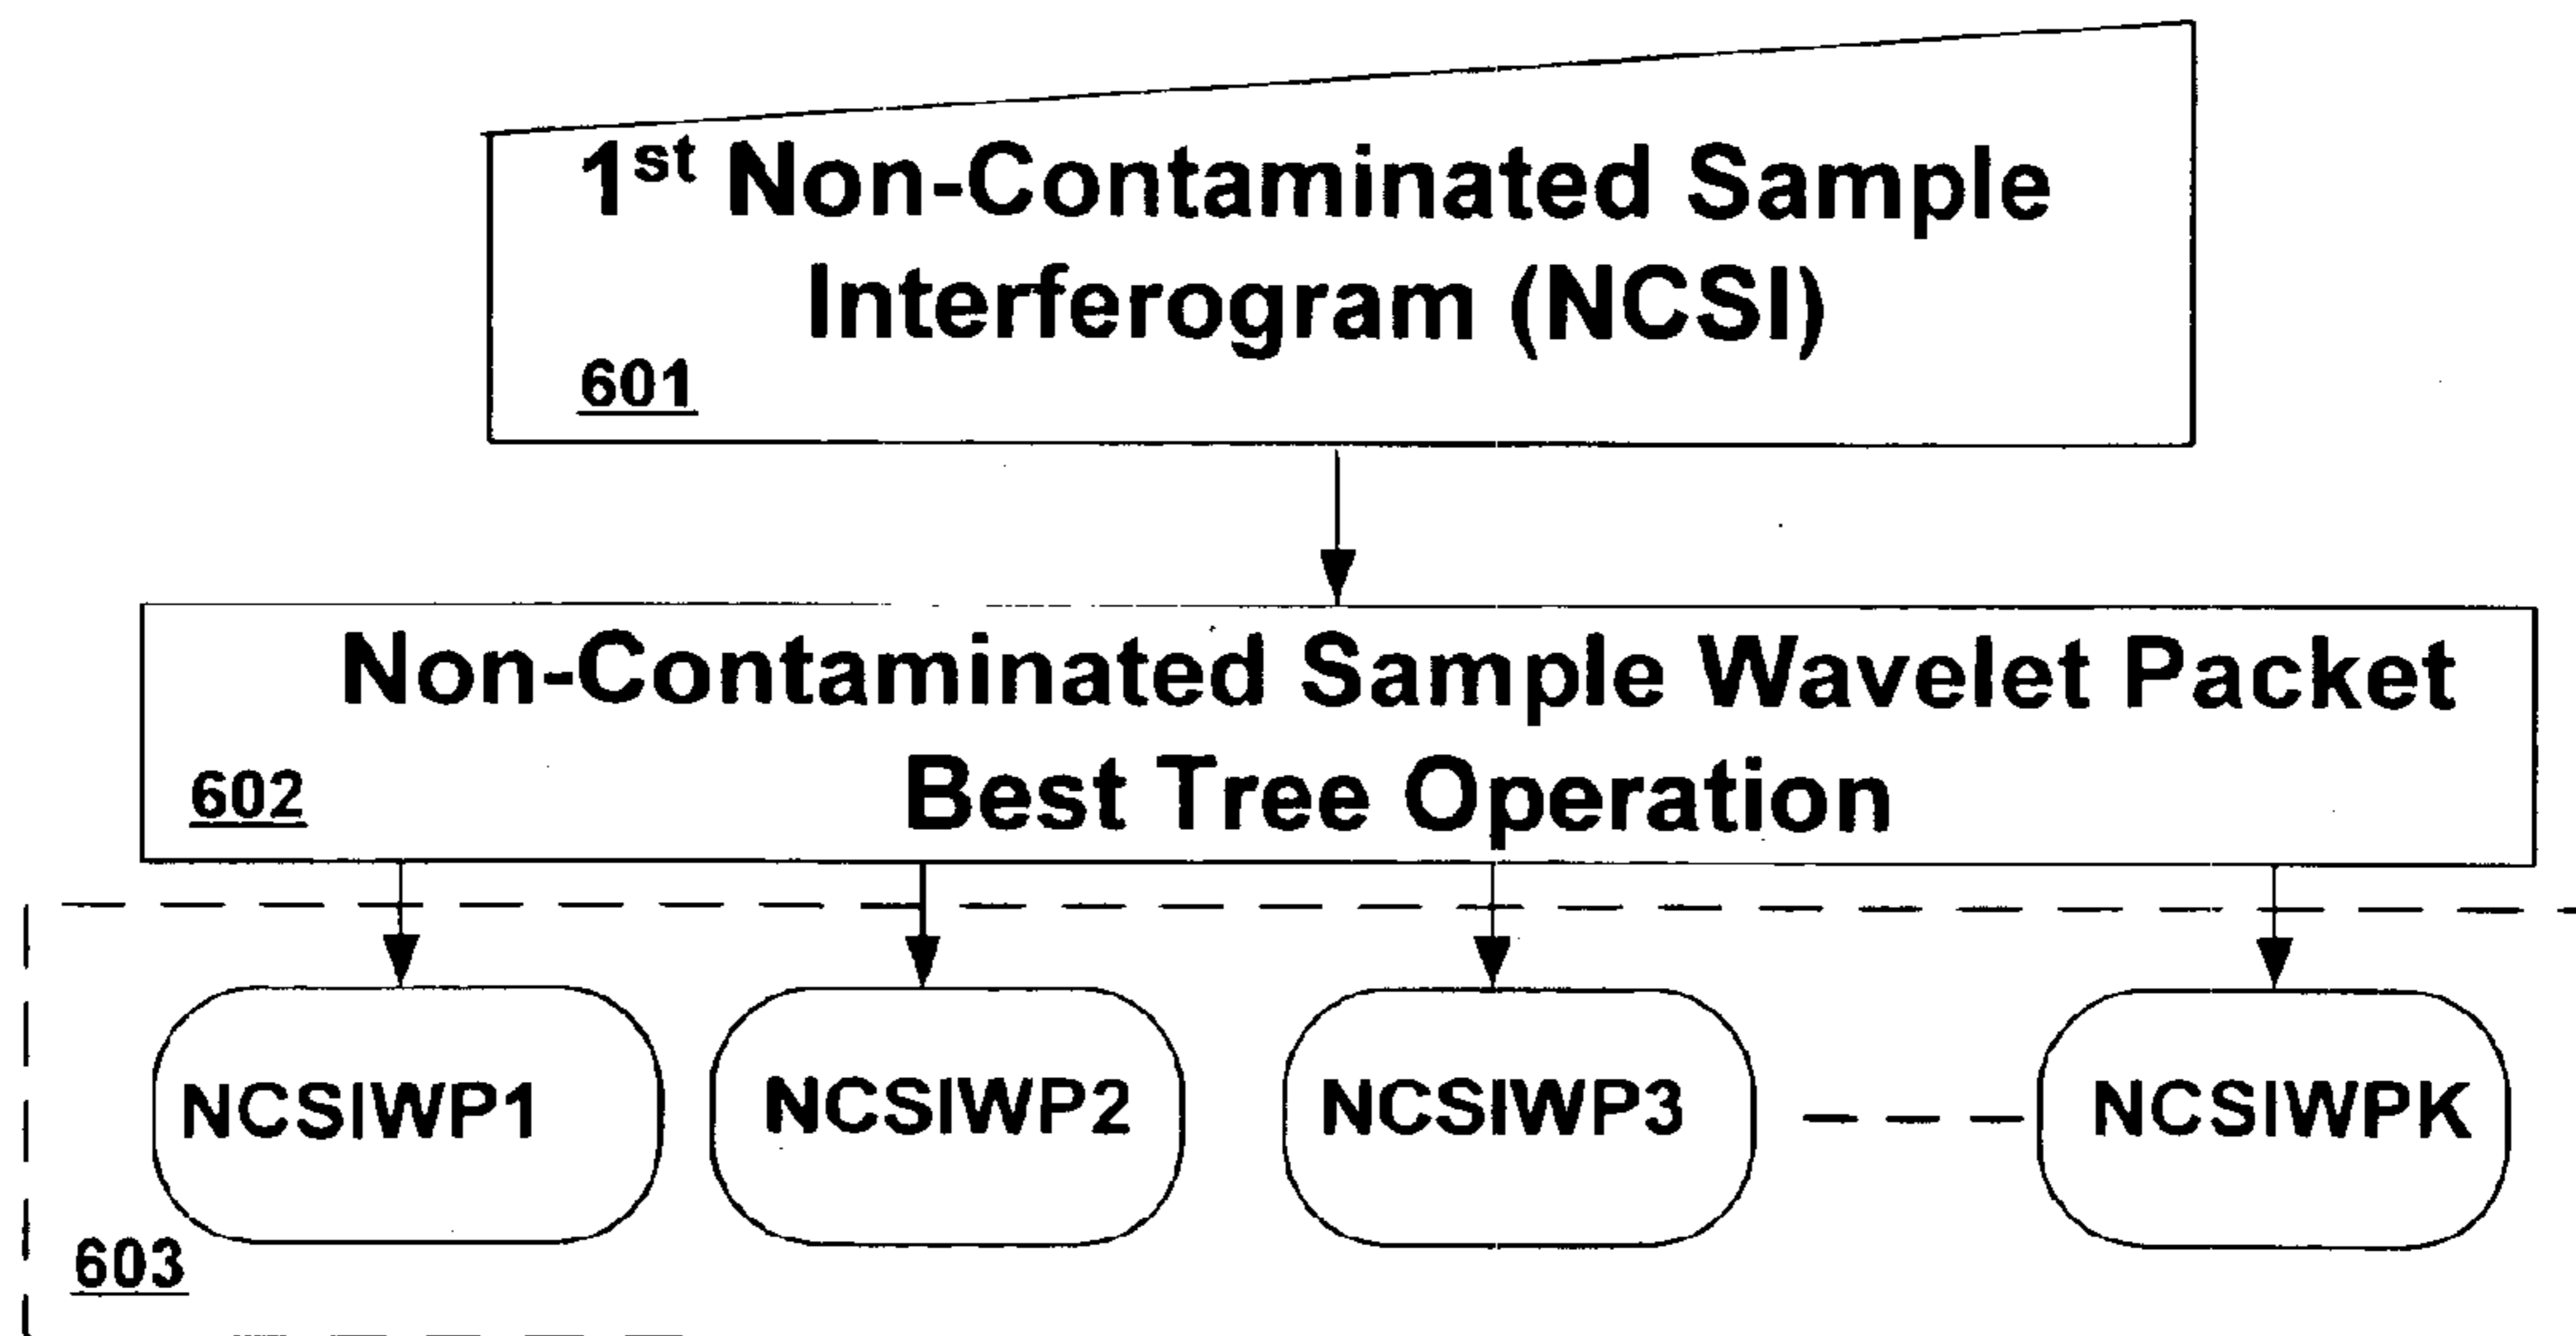 1st Non-Contaminated Sample
Interferogram (NCSI)
601
Non-Contaminated Sample Wavelet Packet
Best Tree Operation
602
NCSIWP1
NCSIWP2
NCSIWP3
NCSIWPK
603